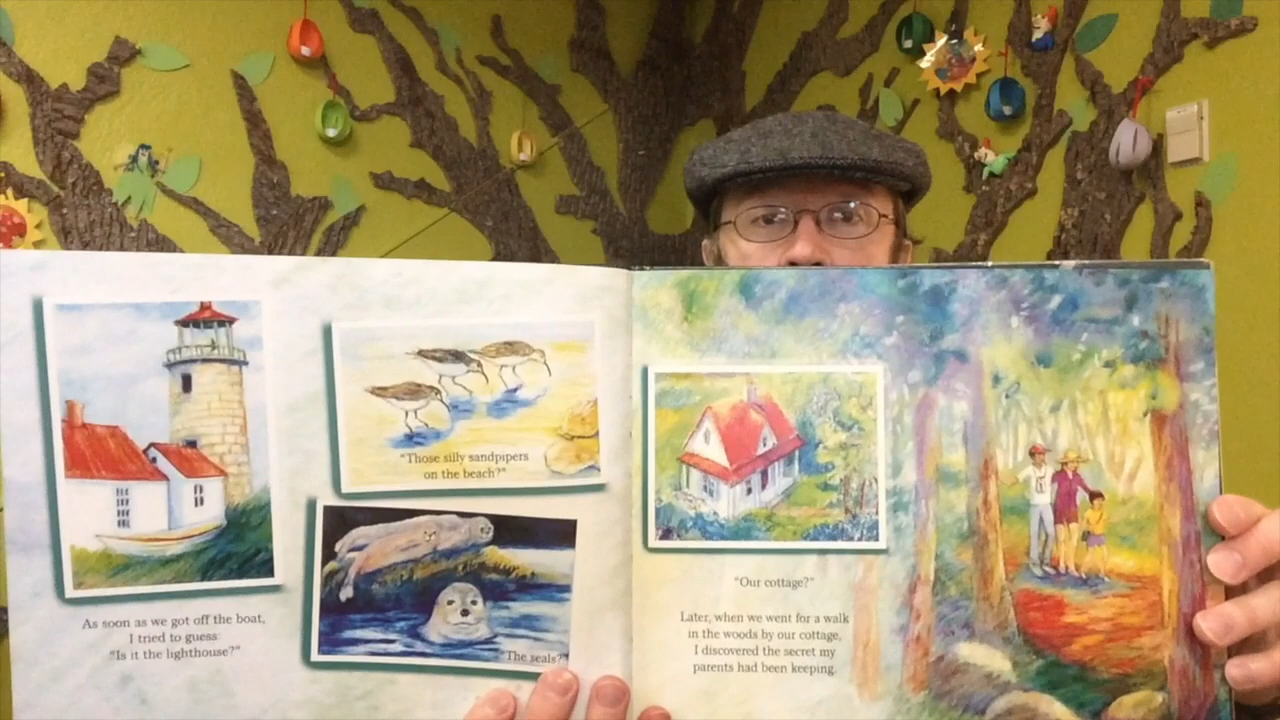 As soon as we got off the boat,
I tried to guess:
"Is it the lighthouse?"
"Those silly sandpipers
on the beach?"
"The seals?"
"Our cottage?"
Later, when we went for a walk
in the woods by our cottage,
I discovered the secret my
parents had been keeping.